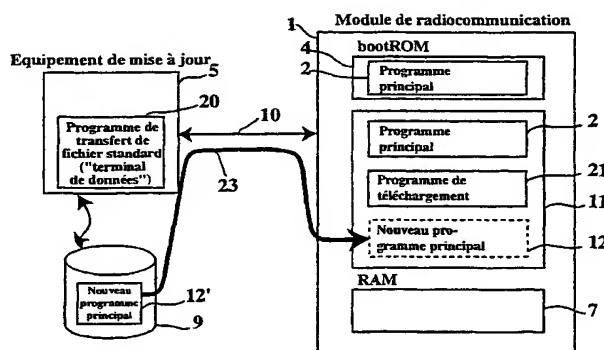 1
Module de radiocommunication
bootROM
4
2
Programme
principal
Equipement de mise à jour
5
20
Programme de
transfert de
fichier standard
("terminal
de données")
10
23
Programme
principal
2
Programme de
téléchargement
21
11
Nouveau pro-
gramme principal
12
RAM
7
Nouveau
programme
principal
12'
9